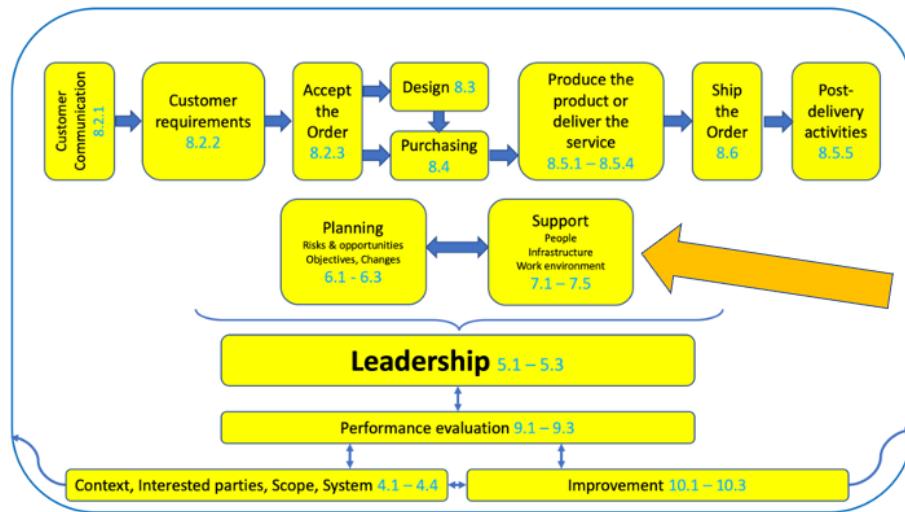 Customer
Communication
8.2.1
Customer
requirements
8.2.2
Accept
the
Order
8.2.3
Design 8.3
Purchasing
8.4
Produce the
product or
deliver the
service
8.5.1 – 8.5.4
Ship
the
Order
8.6
Post-
delivery
activities
8.5.5
Planning
Risks & opportunities
Objectives, Changes
6.1 - 6.3
Support
People
Infrastructure
Work environment
7.1 – 7.5
Leadership 5.1 – 5.3
Performance evaluation 9.1 – 9.3
Context, Interested parties, Scope, System 4.1 – 4.4
Improvement 10.1 – 10.3